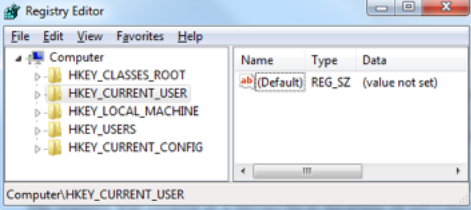 Registry Editor
File Edit View Favorites Help
Computer
HKEY_CLASSES_ROOT
HKEY_CURRENT_USER
HKEY_LOCAL_MACHINE
HKEY_USERS
HKEY_CURRENT_CONFIG
Name Type Data
ab (Default) REG_SZ (value not set)
Computer\HKEY_CURRENT_USER